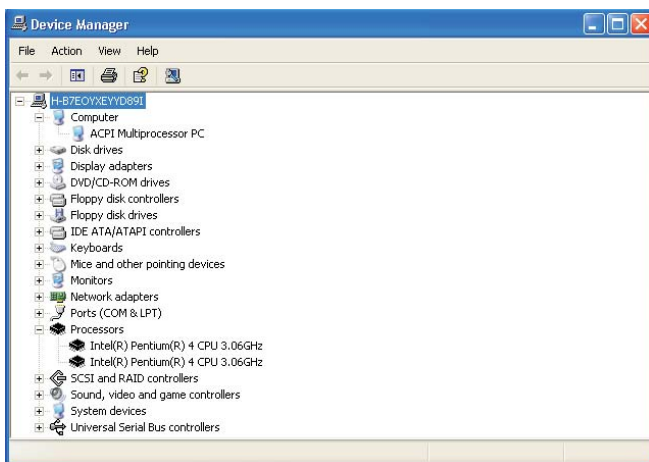 Device Manager
File Action View Help
H-B7EOYXEYYD89I
Computer
ACPI Multiprocessor PC
Disk drives
Display adapters
DVD/CD-ROM drives
Floppy disk controllers
Floppy disk drives
IDE ATA/ATAPI controllers
Keyboards
Mice and other pointing devices
Monitors
Network adapters
Ports (COM & LPT)
Processors
Intel(R) Pentium(R) 4 CPU 3.06GHz
Intel(R) Pentium(R) 4 CPU 3.06GHz
SCSI and RAID controllers
Sound, video and game controllers
System devices
Universal Serial Bus controllers